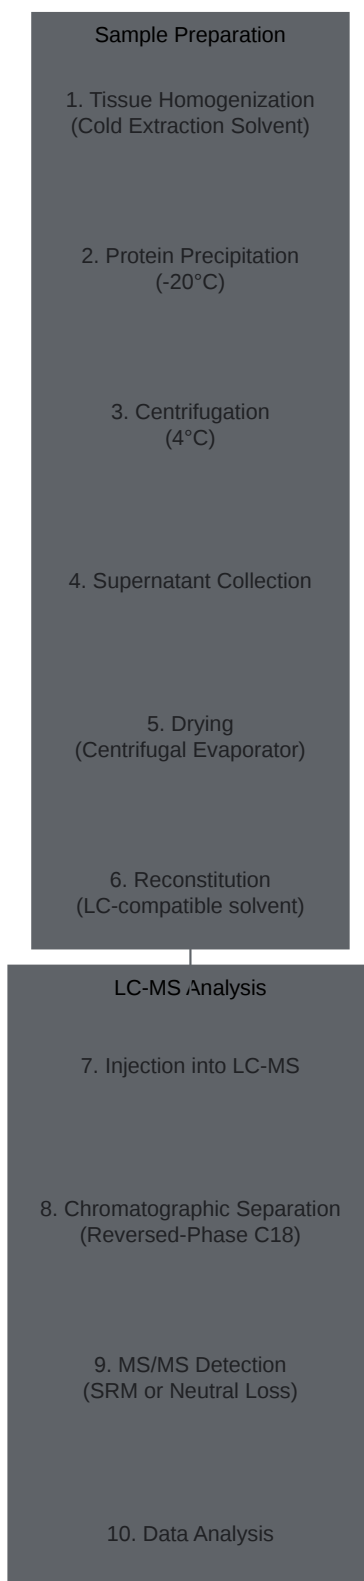 Sample Preparation
1. Tissue Homogenization
(Cold Extraction Solvent)
2. Protein Precipitation
(-20°C)
3. Centrifugation
(4°C)
4. Supernatant Collection
5. Drying
(Centrifugal Evaporator)
6. Reconstitution
(LC-compatible solvent)
LC-MS Analysis
7. Injection into LC-MS
8. Chromatographic Separation
(Reversed-Phase C18)
9. MS/MS Detection
(SRM or Neutral Loss)
10. Data Analysis